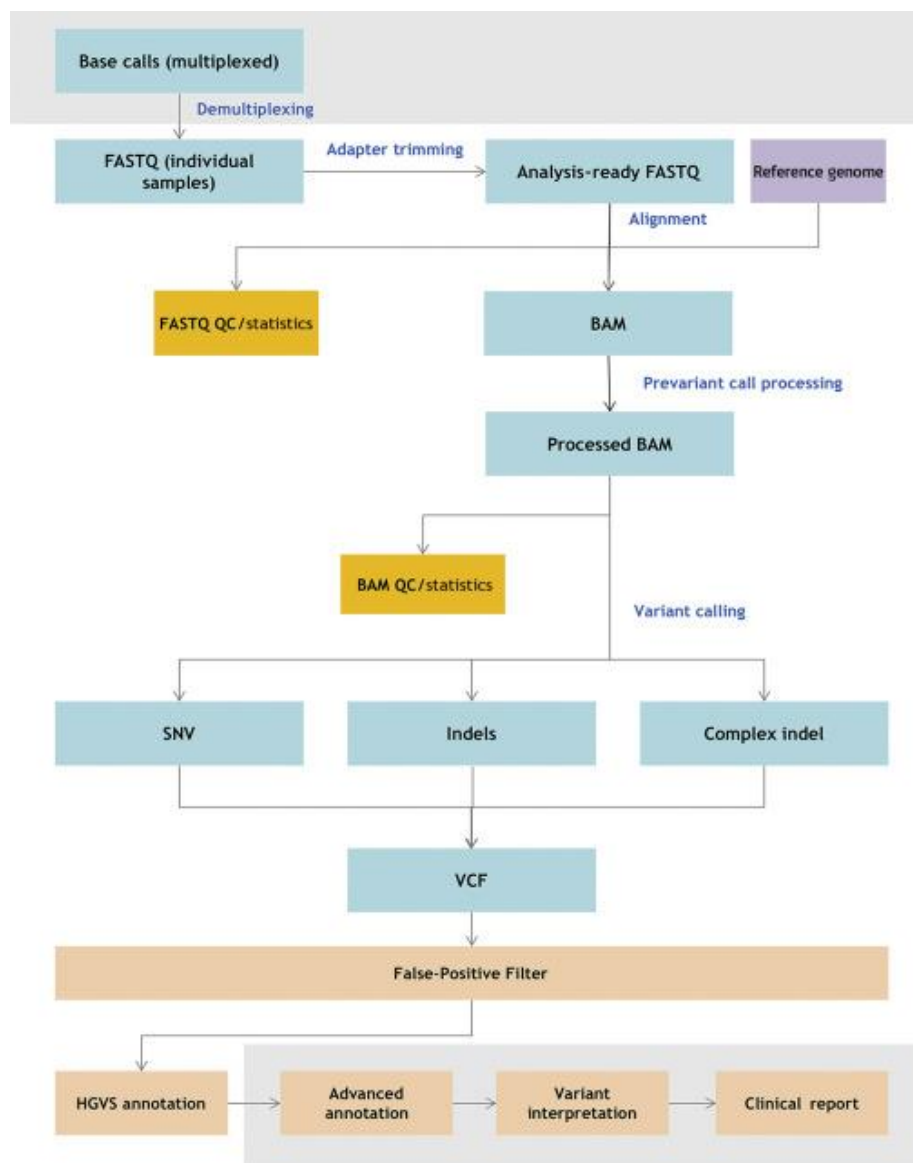 Base calls (multiplexed)
Demultiplexing
FASTQ (individual
samples)
Adapter trimming
Analysis-ready FASTQ
Reference genome
Alignment
FASTQ QC/statistics
BAM
Prevariant call processing
Processed BAM
BAM QC/statistics
Variant calling
SNV
Indels
Complex indel
VCF
False-Positive Filter
HGVS annotation
Advanced
annotation
Variant
interpretation
Clinical report